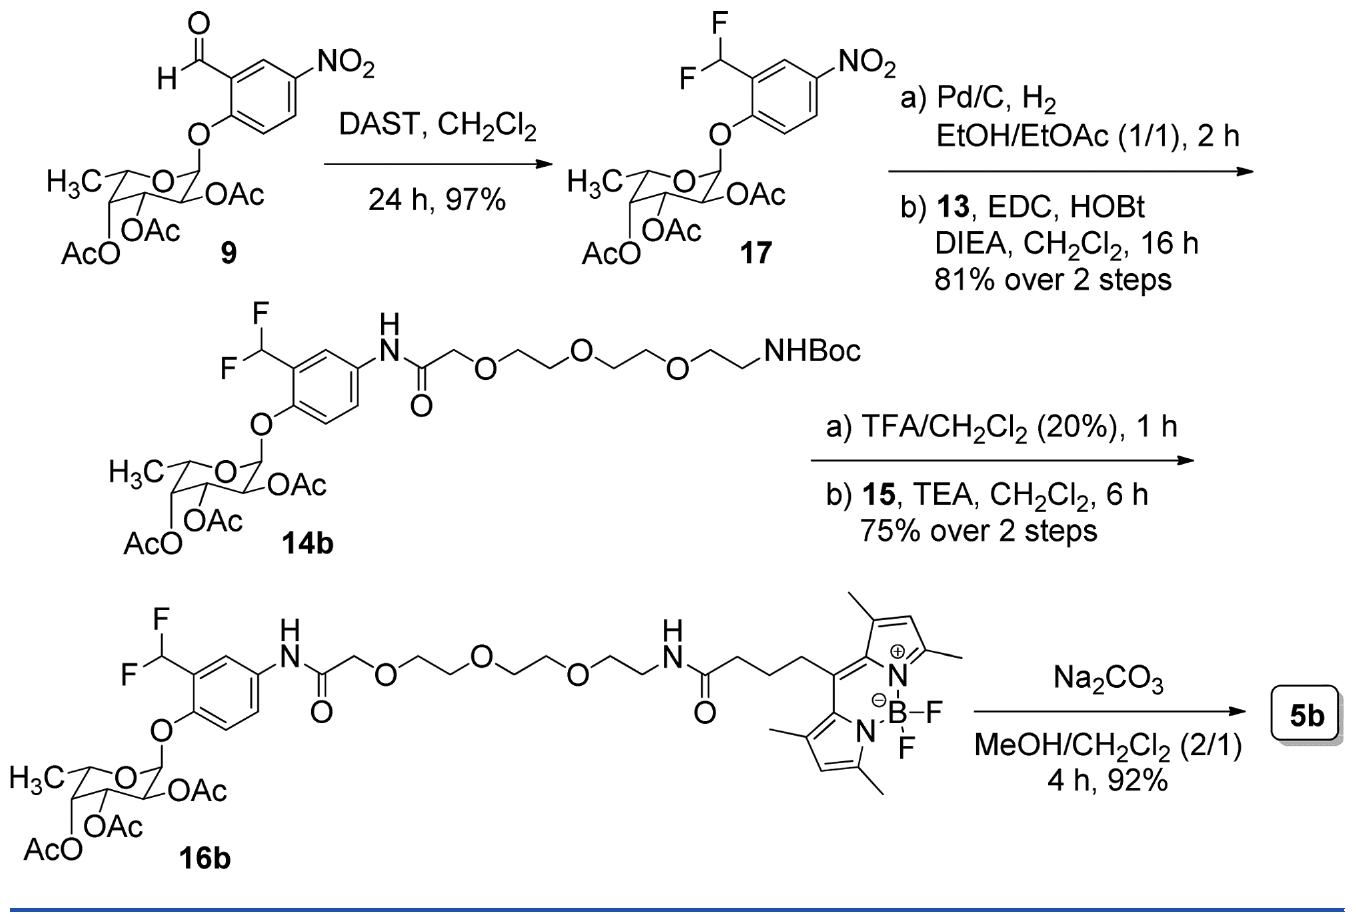 O
H
NO₂
O
H₃C
O
OAc
OAc
AcO
9
DAST, CH₂Cl₂
24 h, 97%
F
F
NO₂
O
H₃C
O
OAc
OAc
AcO
17
a) Pd/C, H₂
EtOH/EtOAc (1/1), 2 h
b) 13, EDC, HOBt
DIEA, CH₂Cl₂, 16 h
81% over 2 steps
F
F
H
N
O
O
O
O
NHBoc
O
H₃C
O
OAc
OAc
AcO
14b
a) TFA/CH₂Cl₂ (20%), 1 h
b) 15, TEA, CH₂Cl₂, 6 h
75% over 2 steps
F
F
H
N
O
O
O
O
H
N
O
⊕
N
⊖
B
F
N
F
O
H₃C
O
OAc
OAc
AcO
16b
Na₂CO₃
MeOH/CH₂Cl₂ (2/1)
4 h, 92%
5b